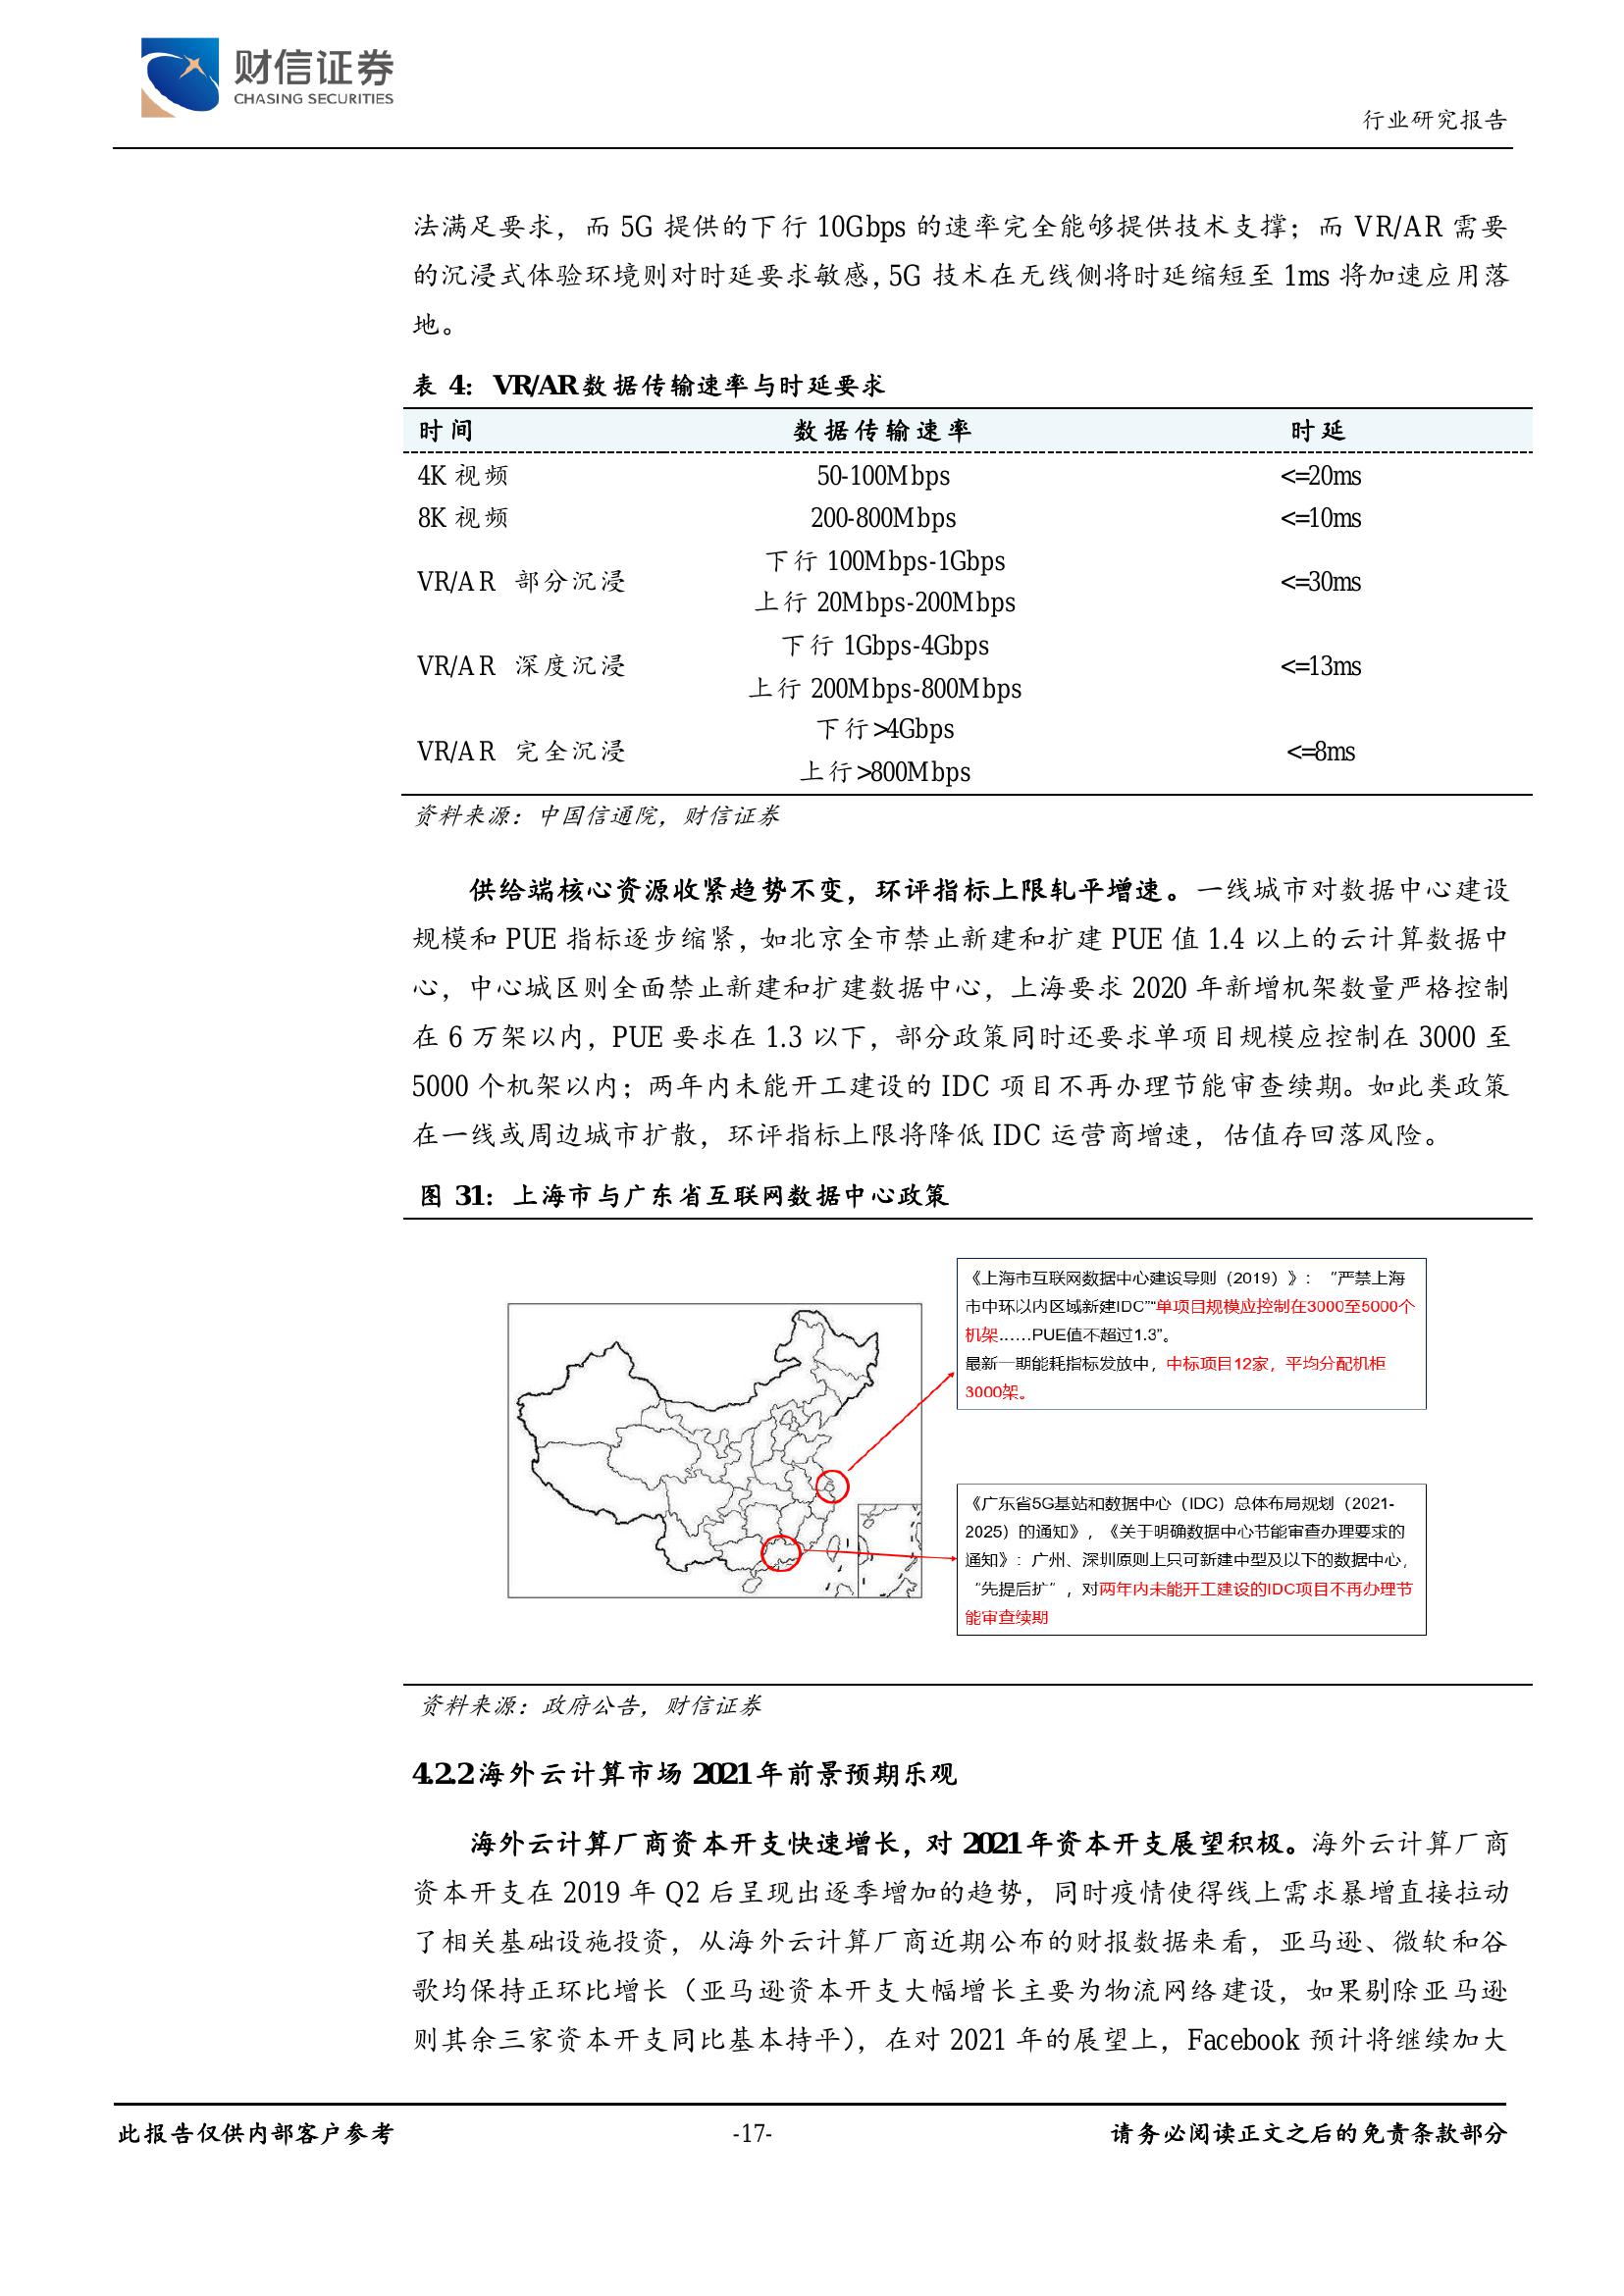 财信证券
CHASING SECURITIES
行业研究报告
法满足要求，而 5G 提供的下行 10Gbps 的速率完全能够提供技术支撑；而 VR/AR 需要
的沉浸式体验环境则对时延要求敏感，5G 技术在无线侧将时延缩短至 1ms 将加速应用落
地。
表 4：VR/AR 数据传输速率与时延要求
时间 数据传输速率 时延
4K 视频 50-100Mbps <=20ms
8K 视频 200-800Mbps <=10ms
下行 100Mbps-1Gbps
VR/AR 部分沉浸 <=30ms
上行 20Mbps-200Mbps
下行 1Gbps-4Gbps
VR/AR 深度沉浸 <=13ms
上行 200Mbps-800Mbps
下行>4Gbps
VR/AR 完全沉浸 <=8ms
上行>800Mbps
资料来源：中国信通院，财信证券
供给端核心资源收紧趋势不变，环评指标上限轧平增速。一线城市对数据中心建设
规模和 PUE 指标逐步缩紧，如北京全市禁止新建和扩建 PUE 值 1.4 以上的云计算数据中
心，中心城区则全面禁止新建和扩建数据中心，上海要求 2020 年新增机架数量严格控制
在 6 万架以内，PUE 要求在 1.3 以下，部分政策同时还要求单项目规模应控制在 3000 至
5000 个机架以内；两年内未能开工建设的 IDC 项目不再办理节能审查续期。如此类政策
在一线或周边城市扩散，环评指标上限将降低 IDC 运营商增速，估值存回落风险。
图 31：上海市与广东省互联网数据中心政策
《上海市互联网数据中心建设导则（2019）》：“严禁上海
市中环以内区域新建IDC”“单项目规模应控制在3000至5000个
机架……PUE值不超过1.3”。
最新一期能耗指标发放中，中标项目12家，平均分配机柜
3000架。
《广东省5G基站和数据中心（IDC）总体布局规划（2021-
2025）的通知》，《关于明确数据中心节能审查办理要求的
通知》：广州、深圳原则上只可新建中型及以下的数据中心，
“先提后扩”，对两年内未能开工建设的IDC项目不再办理节
能审查续期
资料来源：政府公告，财信证券
4.2.2 海外云计算市场 2021 年前景预期乐观
海外云计算厂商资本开支快速增长，对 2021 年资本开支展望积极。海外云计算厂商
资本开支在 2019 年 Q2 后呈现出逐季增加的趋势，同时疫情使得线上需求暴增直接拉动
了相关基础设施投资，从海外云计算厂商近期公布的财报数据来看，亚马逊、微软和谷
歌均保持正环比增长（亚马逊资本开支大幅增长主要为物流网络建设，如果剔除亚马逊
则其余三家资本开支同比基本持平），在对 2021 年的展望上，Facebook 预计将继续加大
此报告仅供内部客户参考 -17- 请务必阅读正文之后的免责条款部分